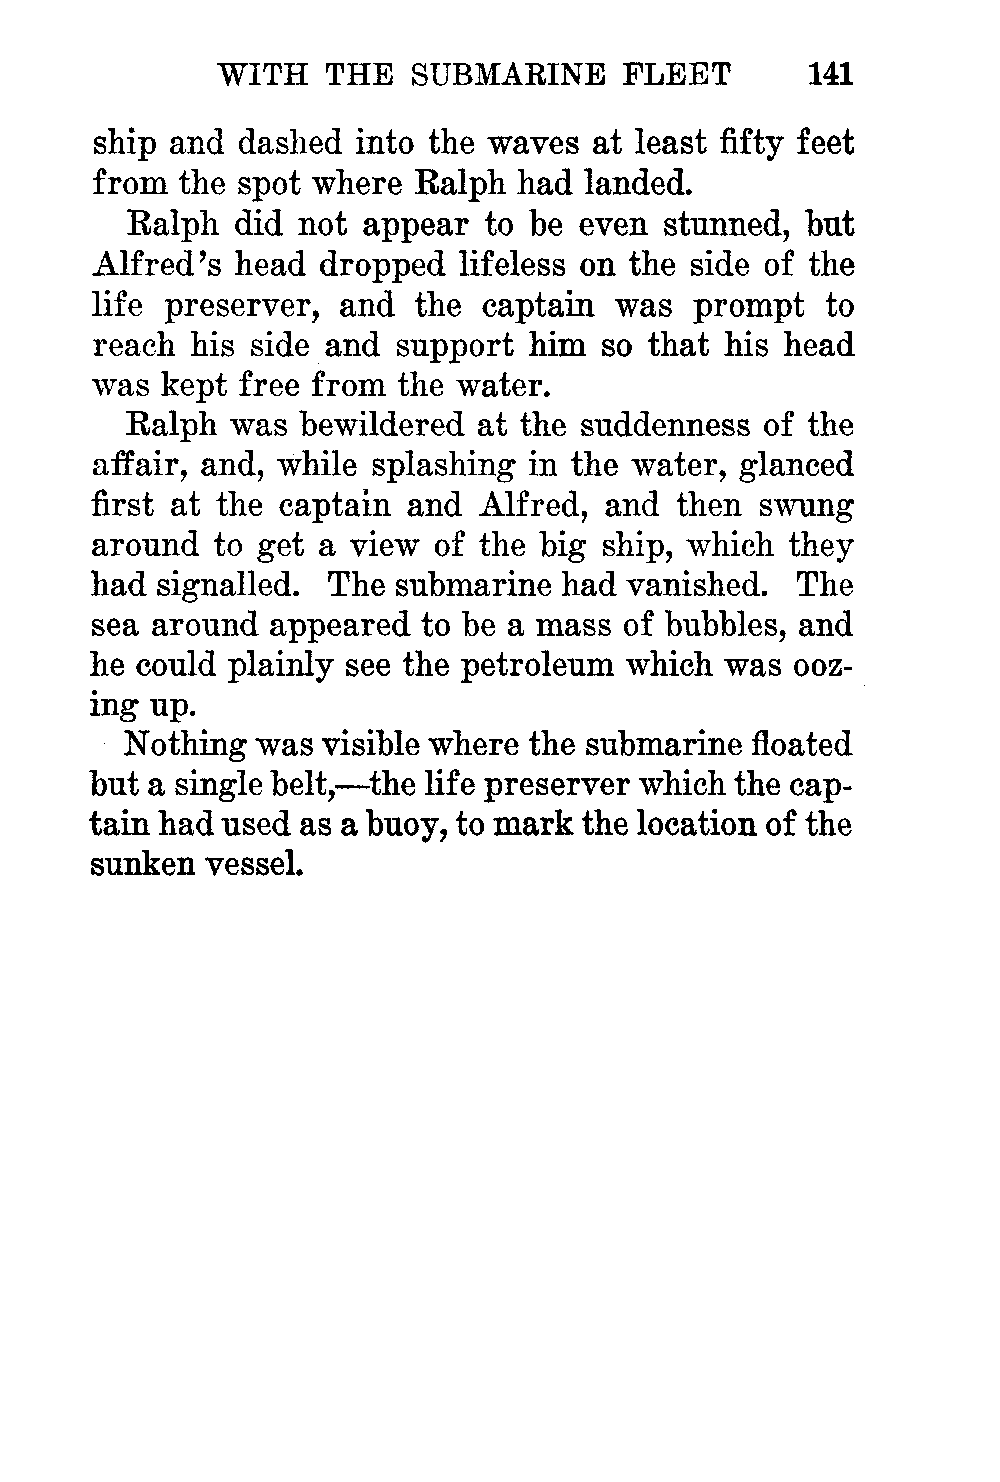 WITH THE SUBMARINE FLEET 141
ship and dashed into the waves at least fifty feet
from the spot where Ralph had landed.
Ralph did not appear to be even stunned, but
Alfred's head dropped lifeless on the side of the
life preserver, and the captain was prompt to
reach his side and support him so that his head
was kept free from the water.
Ralph was bewildered at the suddenness of the
affair, and, while splashing in the water, glanced
first at the captain and Alfred, and then swung
around to get a view of the big ship, which they
had signalled. The submarine had vanished. The
sea around appeared to be a mass of bubbles, and
he could plainly see the petroleum which was ooz-
ing up.
Nothing was visible where the submarine floated
but a single belt,—the life preserver which the cap-
tain had used as a buoy, to mark the location of the
sunken vessel.